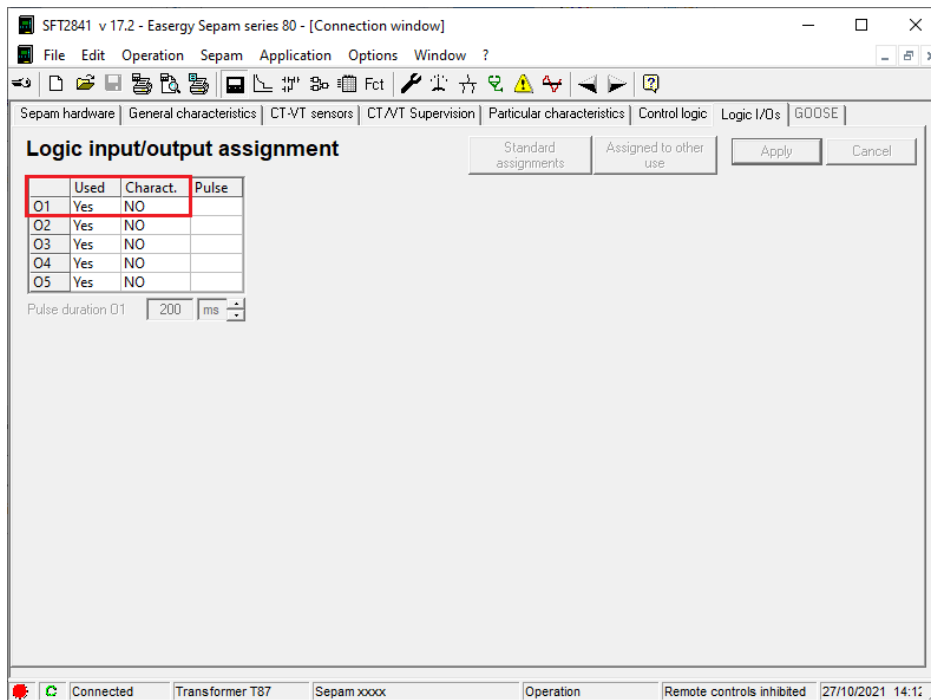 SFT2841 v 17.2 - Easergy Sepam series 80 - [Connection window]
File Edit Operation Sepam Application Options Window ?
Fct
Sepam hardware General characteristics CT-VT sensors CT/VT Supervision Particular characteristics Control logic Logic I/Os GOOSE
Logic input/output assignment
Standard assignments
Assigned to other use
Apply Cancel
Used Charact. Pulse
O1 Yes NO
O2 Yes NO
O3 Yes NO
O4 Yes NO
O5 Yes NO
Pulse duration O1 200 ms
Connected Transformer T87 Sepam xxxx Operation Remote controls inhibited 27/10/2021 14:12